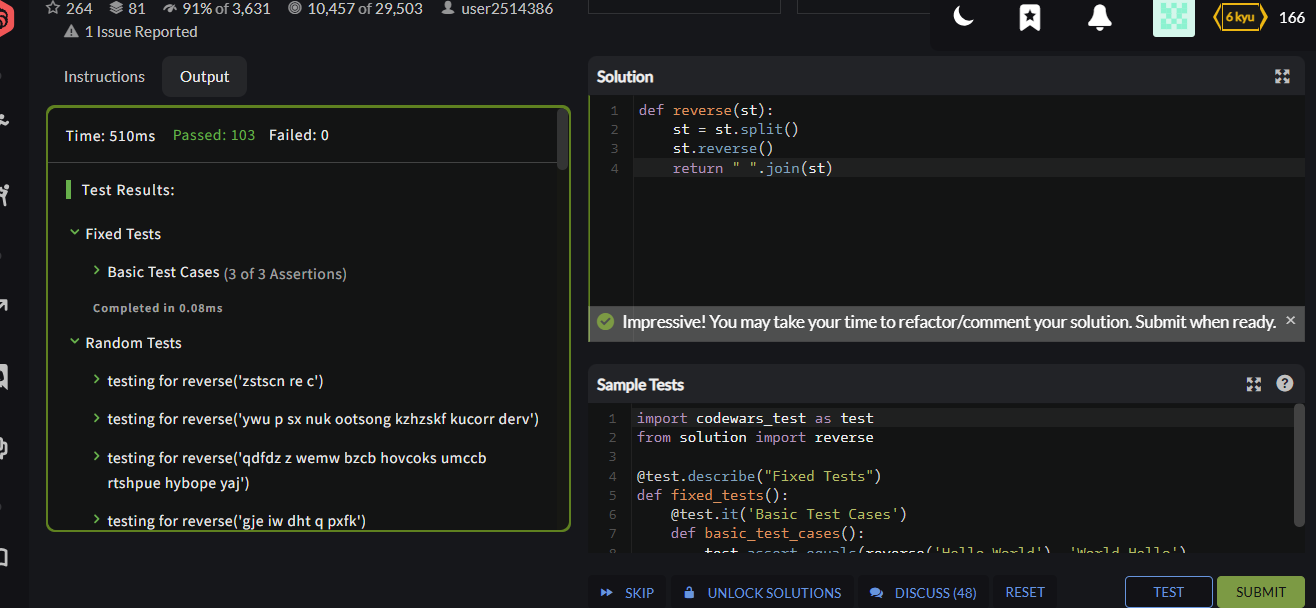 264 81 91% of 3,631 10,457 of 29,503 user2514386
1 Issue Reported
6 kyu 166
Instructions Output
Time: 510ms Passed: 103 Failed: 0
Test Results:
Fixed Tests
Basic Test Cases (3 of 3 Assertions)
Completed in 0.08ms
Random Tests
testing for reverse('zstscn re c')
testing for reverse('ywu p sx nuk ootsong kzhzskf kucorr derv')
testing for reverse('qdfdz z wemw bzcb hovcoks umccb
rtshpue hybope yaj')
testing for reverse('gje iw dht q pxfk')
Solution
1 def reverse(st):
2 st = st.split()
3 st.reverse()
4 return " ".join(st)
Impressive! You may take your time to refactor/comment your solution. Submit when ready. ×
Sample Tests ?
1 import codewars_test as test
2 from solution import reverse
3
4 @test.describe("Fixed Tests")
5 def fixed_tests():
6 @test.it('Basic Test Cases')
7 def basic_test_cases():
8 test.assert_equals(reverse('Hello World'), 'World Hello')
SKIP UNLOCK SOLUTIONS DISCUSS (48) RESET TEST SUBMIT